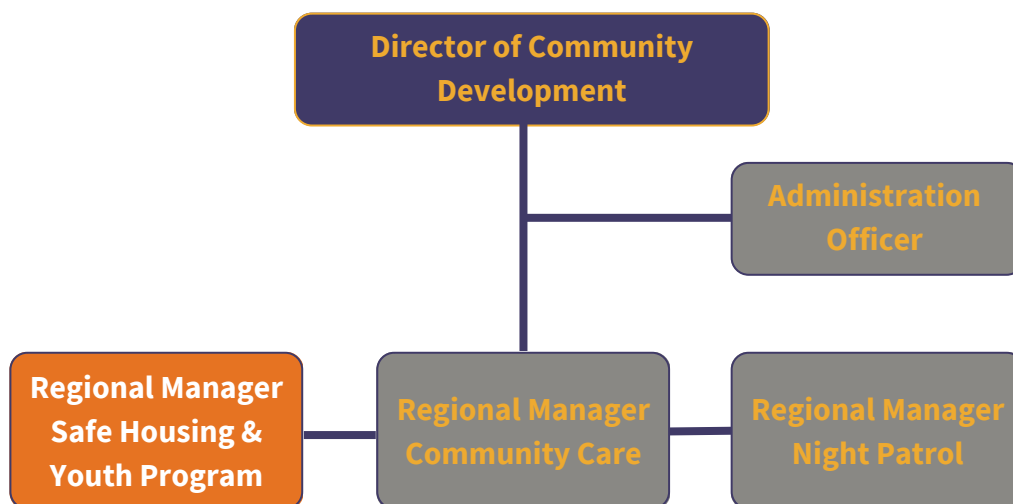 Director of Community
Development
Administration
Officer
Regional Manager
Safe Housing &
Youth Program
Regional Manager
Community Care
Regional Manager
Night Patrol